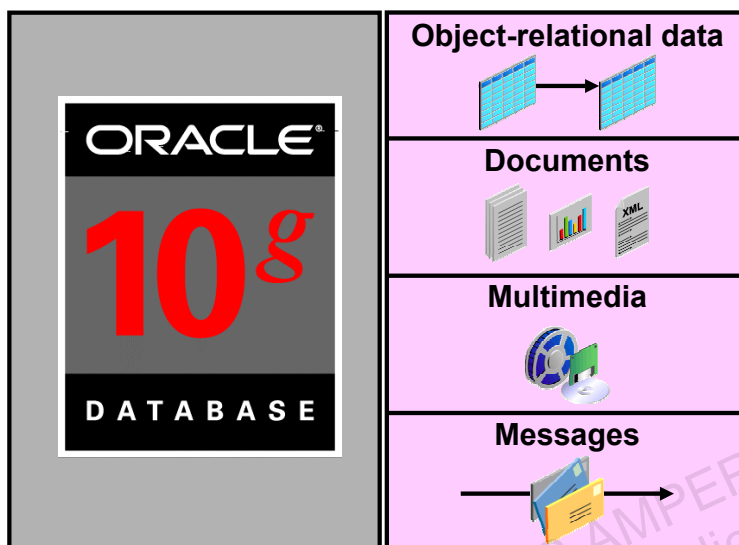 ORACLE®
10g
DATABASE
Object-relational data
Documents
XML
Multimedia
Messages